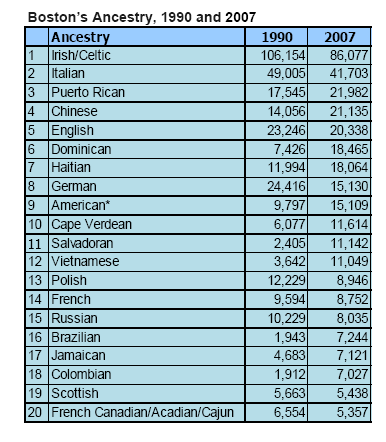 Boston's Ancestry, 1990 and 2007
Ancestry 1990 2007
1 Irish/Celtic 106,154 86,077
2 Italian 49,005 41,703
3 Puerto Rican 17,545 21,982
4 Chinese 14,056 21,135
5 English 23,246 20,338
6 Dominican 7,426 18,465
7 Haitian 11,994 18,064
8 German 24,416 15,130
9 American* 9,797 15,109
10 Cape Verdean 6,077 11,614
11 Salvadoran 2,405 11,142
12 Vietnamese 3,642 11,049
13 Polish 12,229 8,946
14 French 9,594 8,752
15 Russian 10,229 8,035
16 Brazilian 1,943 7,244
17 Jamaican 4,683 7,121
18 Colombian 1,912 7,027
19 Scottish 5,663 5,438
20 French Canadian/Acadian/Cajun 6,554 5,357